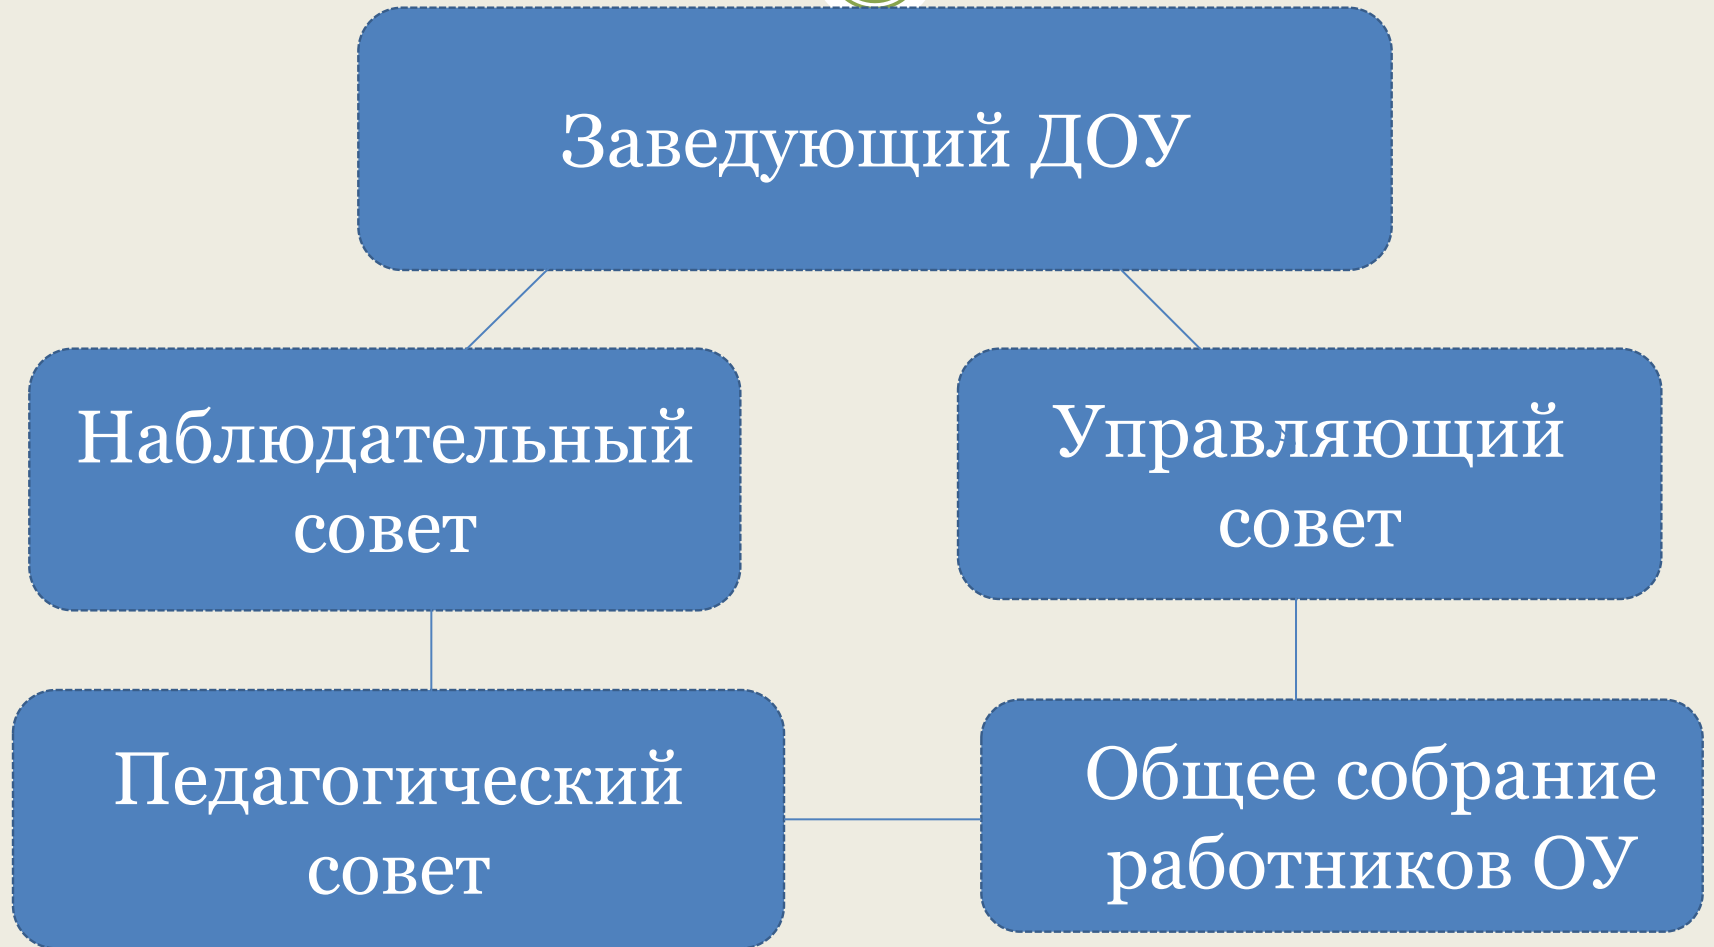 Заведующий ДОУ
Наблюдательный
совет
Управляющий
совет
Педагогический
совет
Общее собрание
работников ОУ